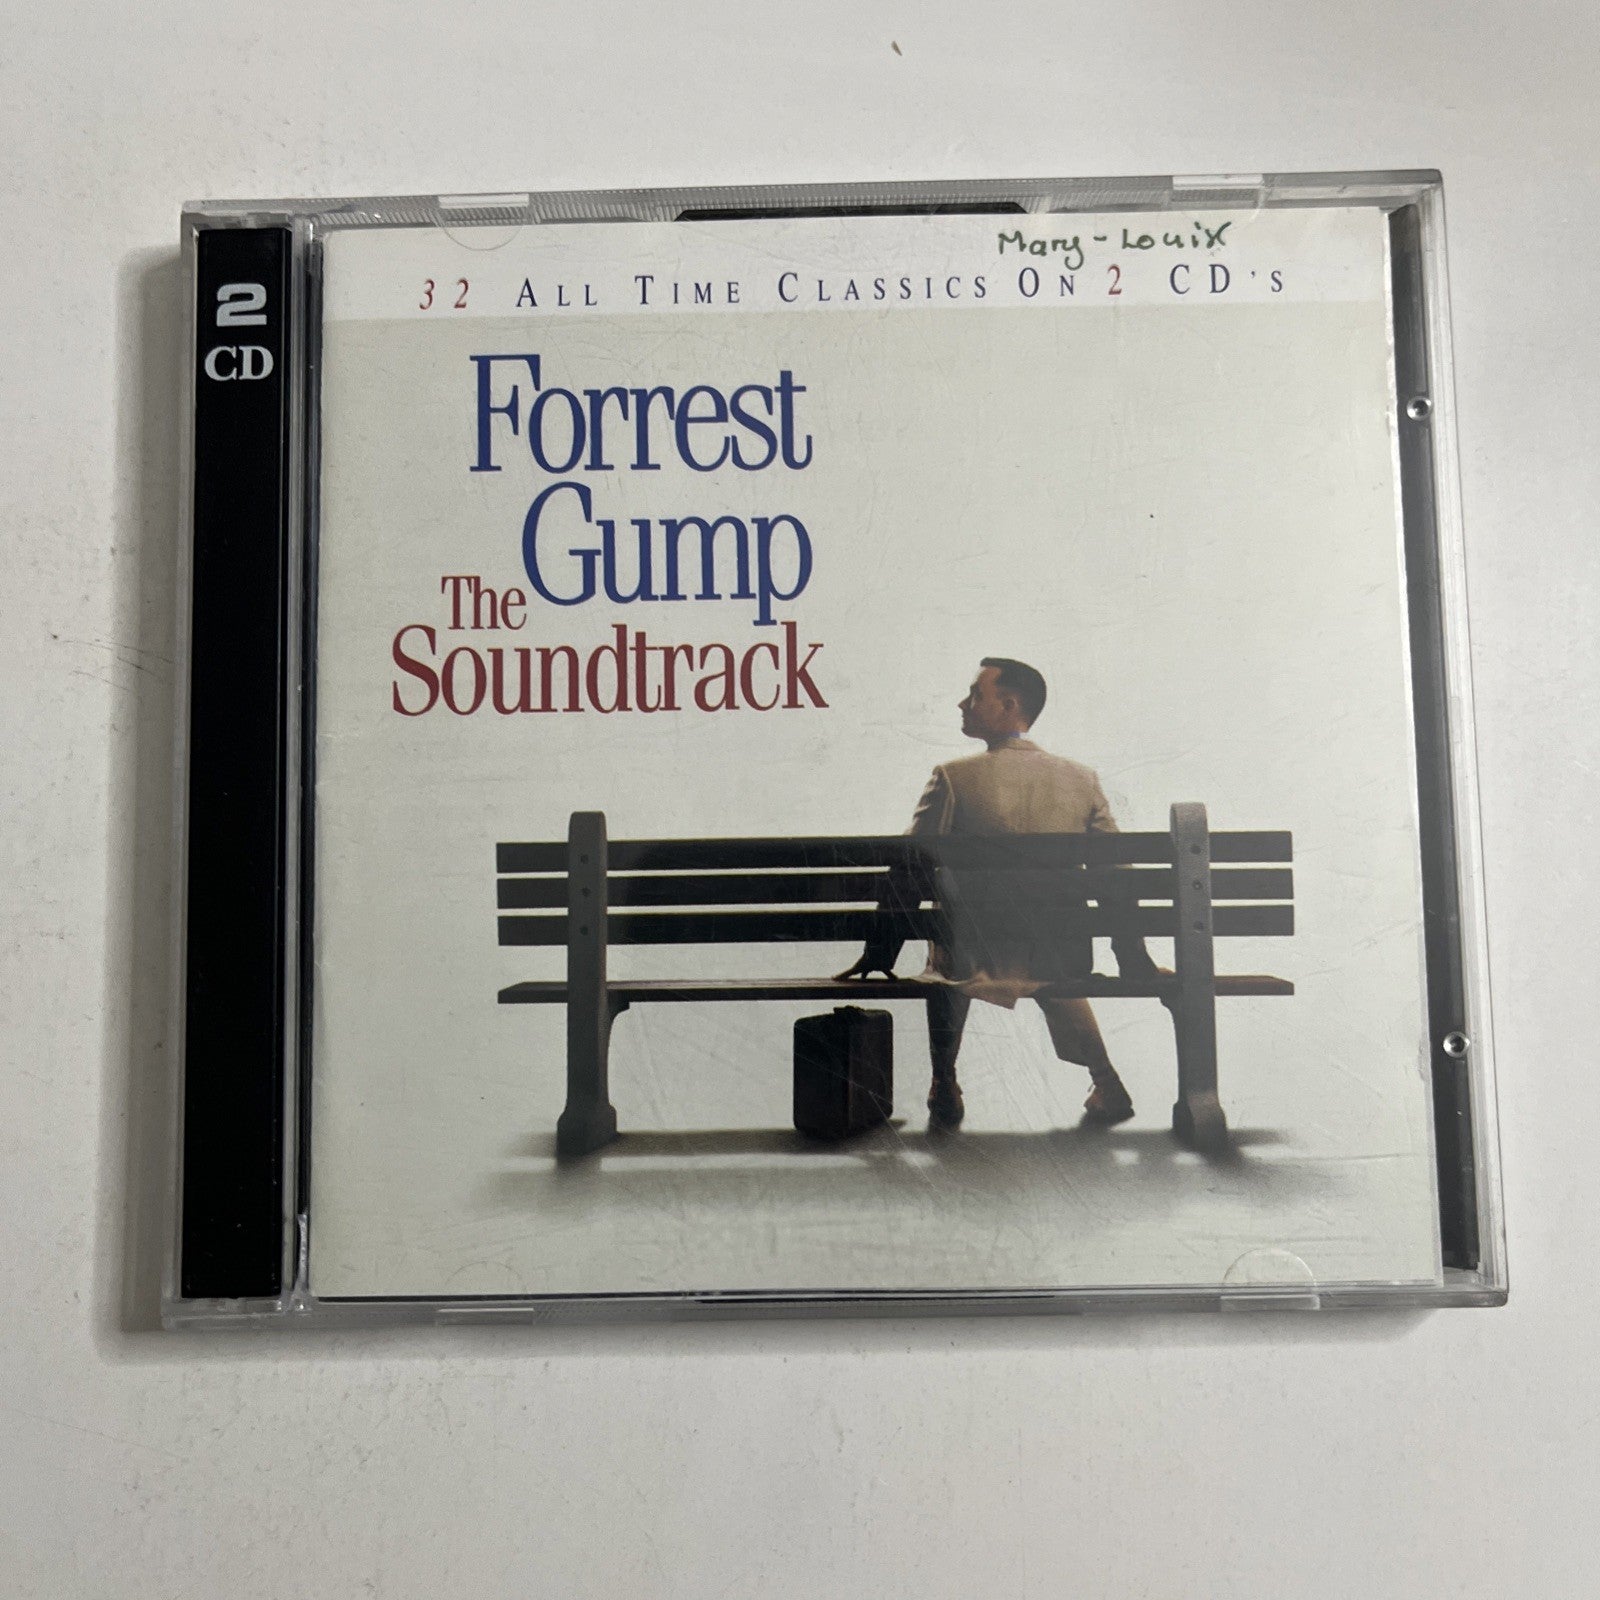 2
CD
Mary-Louix
32 ALL TIME CLASSICS ON 2 CD'S
Forrest
Gump
The
Soundtrack